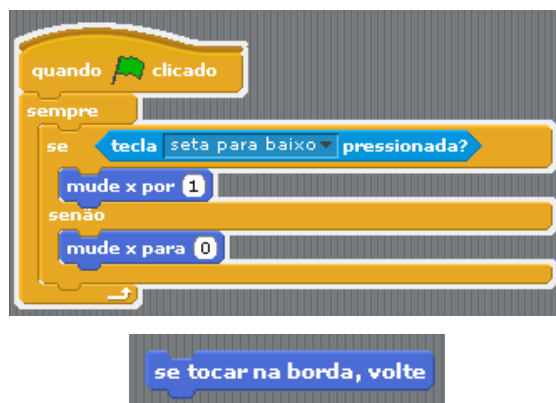 quando clicado
sempre
se tecla seta para baixo pressionada?
mude x por 1
senão
mude x para 0
se tocar na borda, volte